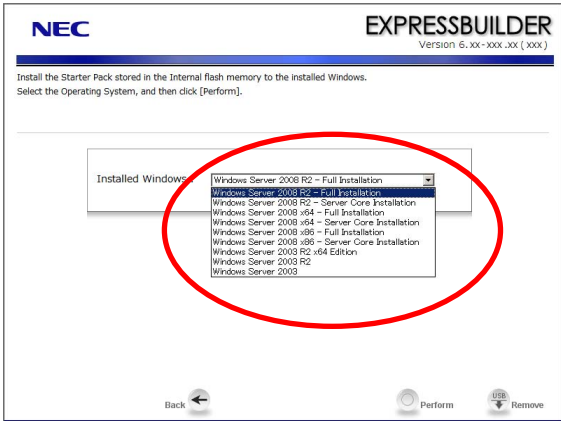 NEC
EXPRESSBUILDER
Version 6.xx-xxx.xx (xxx)
Install the Starter Pack stored in the Internal flash memory to the installed Windows.
Select the Operating System, and then click [Perform].
Installed Windows :
Windows Server 2008 R2 - Full Installation
Windows Server 2008 R2 - Full Installation
Windows Server 2008 R2 - Server Core Installation
Windows Server 2008 x64 - Full Installation
Windows Server 2008 x64 - Server Core Installation
Windows Server 2008 x86 - Full Installation
Windows Server 2008 x86 - Server Core Installation
Windows Server 2003 R2 x64 Edition
Windows Server 2003 R2
Windows Server 2003
Back
Perform
USB
Remove